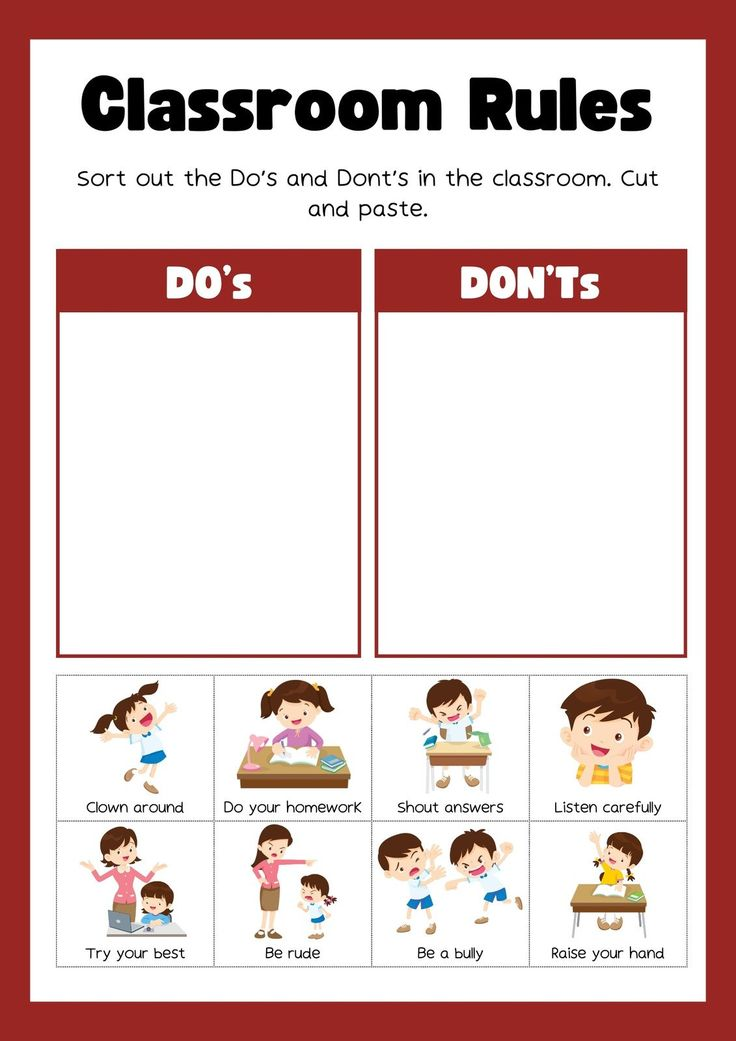 Classroom Rules
Sort out the Do's and Dont's in the classroom. Cut
and paste.
DO's
DON'Ts
Clown around
Do your homework
Shout answers
Listen carefully
Try your best
Be rude
Be a bully
Raise your hand